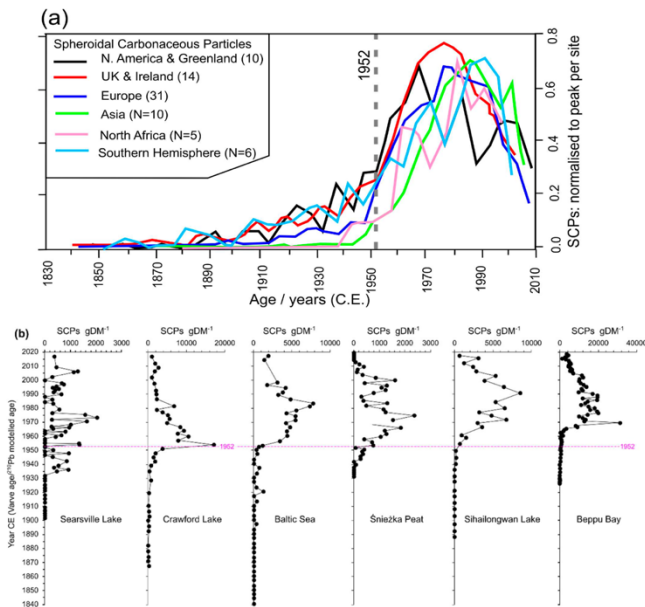 (a)
Spheroidal Carbonaceous Particles
N. America & Greenland (10)
UK & Ireland (14)
Europe (31)
Asia (N=10)
North Africa (N=5)
Southern Hemisphere (N=6)
1952
0.8
0.6
0.4
0.2
0.0
SCPs: normalised to peak per site
1830 1850 1870 1890 1910 1930 1950 1970 1990 2010
Age / years (C.E.)
(b)
SCPs gDM-1 SCPs gDM-1 SCPs gDM-1 SCPs gDM-1 SCPs gDM-1 SCPs gDM-1
0 1000 2000 3000 0 10000 20000 0 5000 10000 0 1000 2000 3000 0 5000 10000 0 20000 40000
2020
2010
2000
1990
1980
1970
1960
1950
1940
1930
1920
1910
1900
1890
1880
1870
1860
1850
1840
Year CE (Varve age/210Pb modelled age)
1952
Searsville Lake Crawford Lake Baltic Sea Śnieżka Peat Sihailongwan Lake Beppu Bay